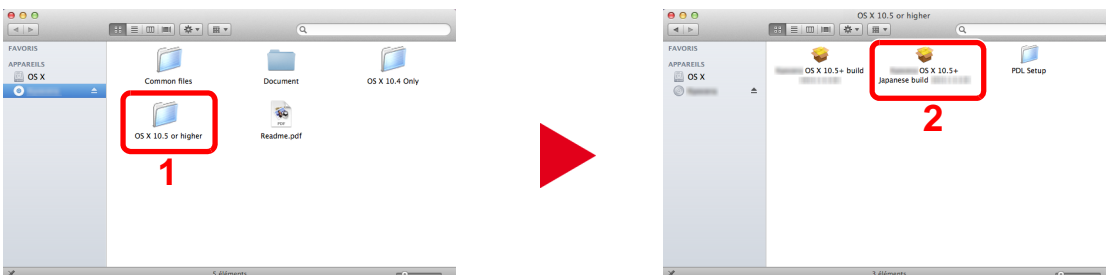 FAVORIS
APPAREILS
OS X
Common files
Document
OS X 10.4 Only
OS X 10.5 or higher
PDF
Readme.pdf
1
5 éléments
OS X 10.5 or higher
FAVORIS
APPAREILS
OS X
OS X 10.5+ build
OS X 10.5+
Japanese build
PDL Setup
2
3 éléments